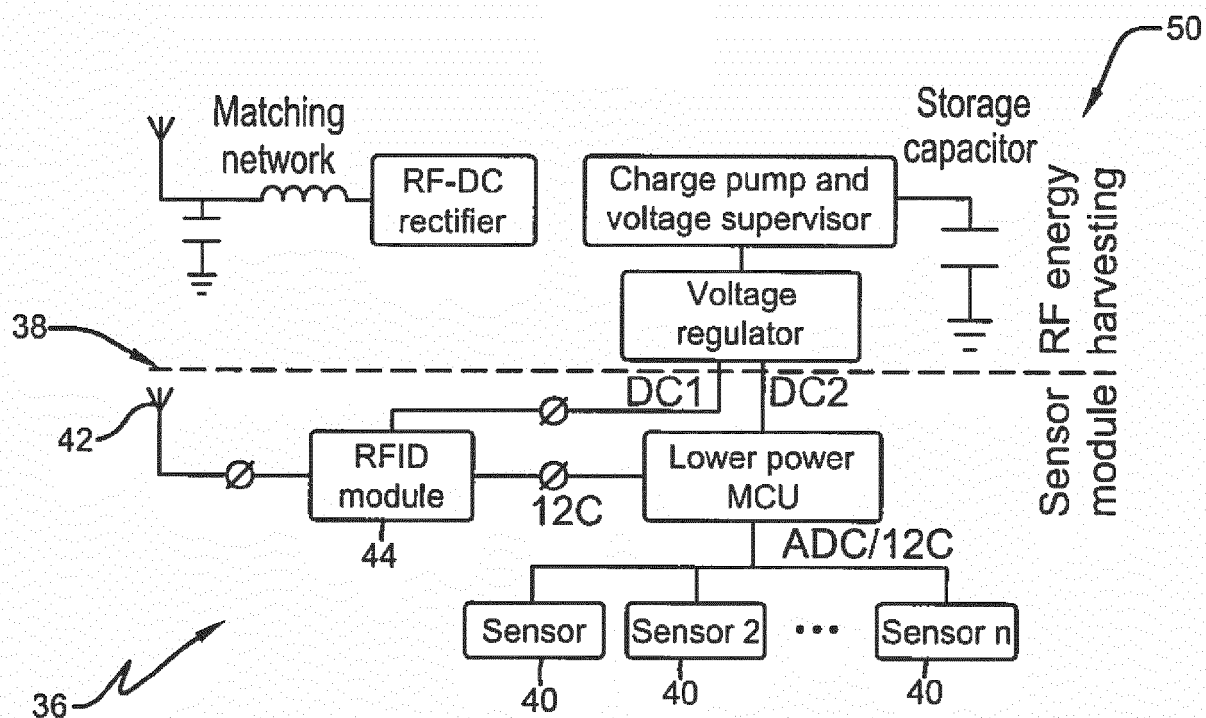 50
Matching
network
RF-DC
rectifier
Charge pump and
voltage supervisor
Storage
capacitor
RF energy
harvesting
Voltage
regulator
38
DC1
DC2
42
RFID
module
12C
Lower power
MCU
Sensor
module
44
ADC/12C
Sensor
Sensor 2
•••
Sensor n
40
40
40
36